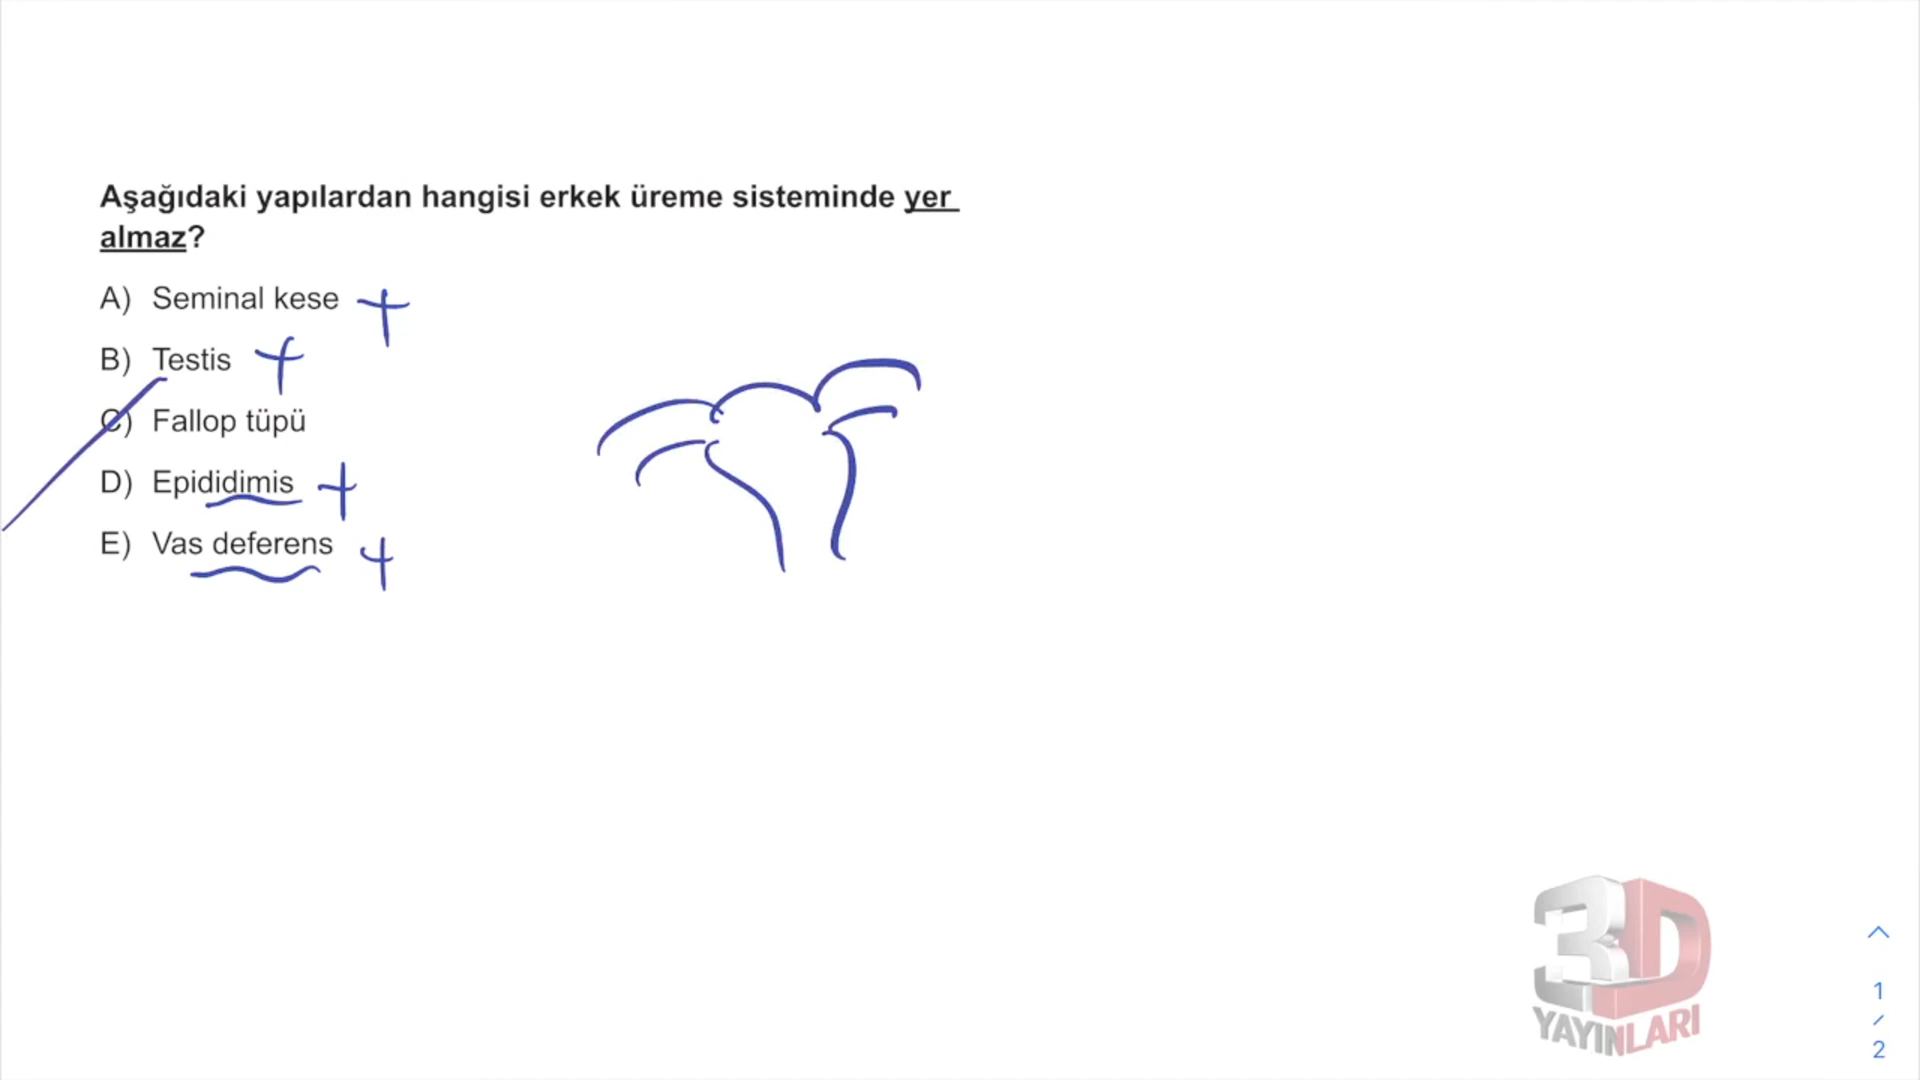 Aşağıdaki yapılardan hangisi erkek üreme sisteminde yer
almaz?
A) Seminal kese +
B) Testis +
C) Fallop tüpü
D) Epididimis +
E) Vas deferens +
3D
YAYINLARI
1
/
2